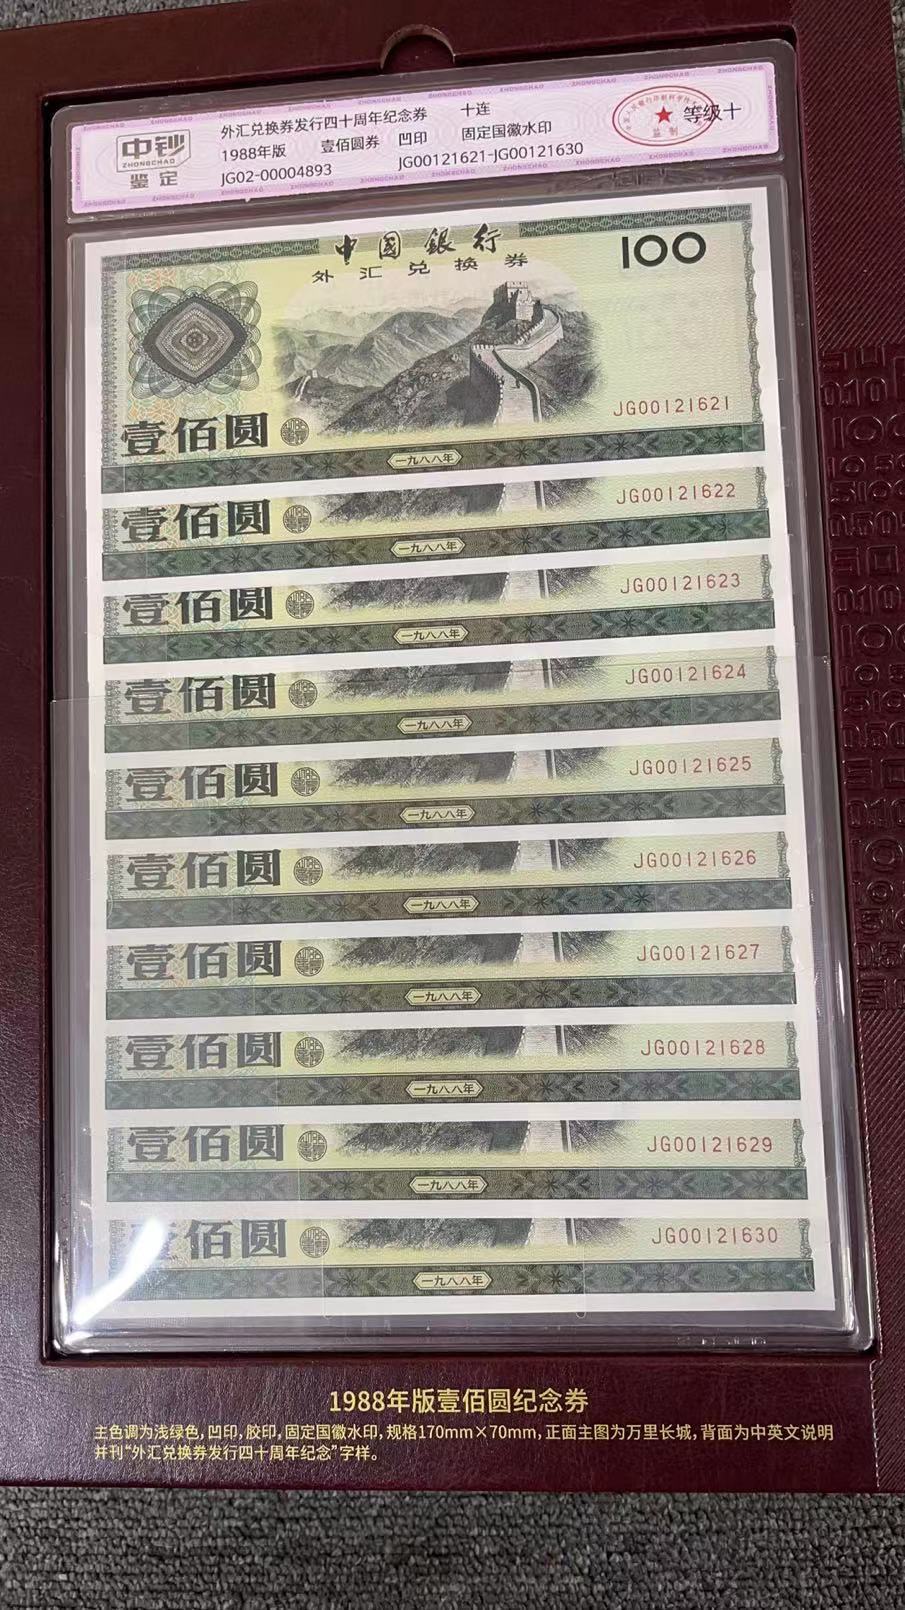 中钞
ZHONGCHAO
鉴定
外汇兑换券发行四十周年纪念券 十连
1988年版 壹佰圆券 凹印 固定国徽水印
JG02-00004893 JG00121621-JG00121630
监制
等级十
中國銀行
外汇兑换券
100
JG00121621
壹佰圆
一九八八年
JG00121622
壹佰圆
一九八八年
JG00121623
壹佰圆
一九八八年
JG00121624
壹佰圆
一九八八年
JG00121625
壹佰圆
一九八八年
JG00121626
壹佰圆
一九八八年
JG00121627
壹佰圆
一九八八年
JG00121628
壹佰圆
一九八八年
JG00121629
壹佰圆
一九八八年
JG00121630
壹佰圆
一九八八年
1988年版壹佰圆纪念券
主色调为浅绿色,凹印,胶印,固定国徽水印,规格170mm×70mm,正面主图为万里长城,背面为中英文说明
并刊“外汇兑换券发行四十周年纪念”字样。